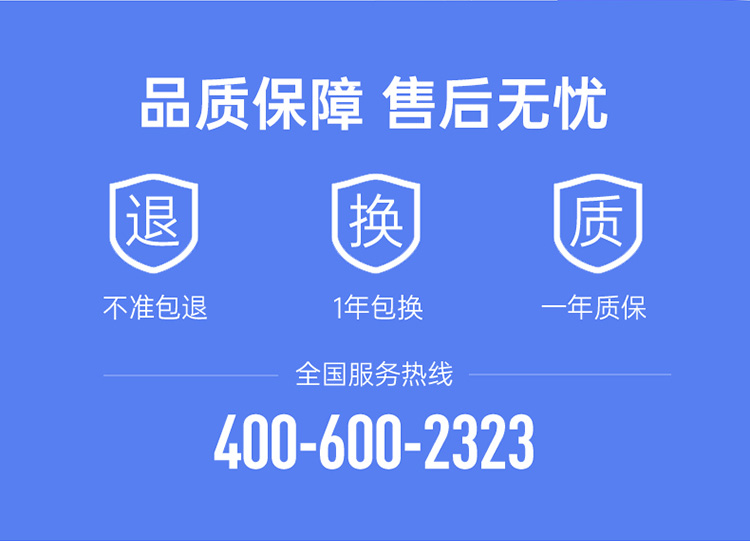 品质保障 售后无忧
退 换 质
不准包退 1年包换 一年质保
全国服务热线
400-600-2323